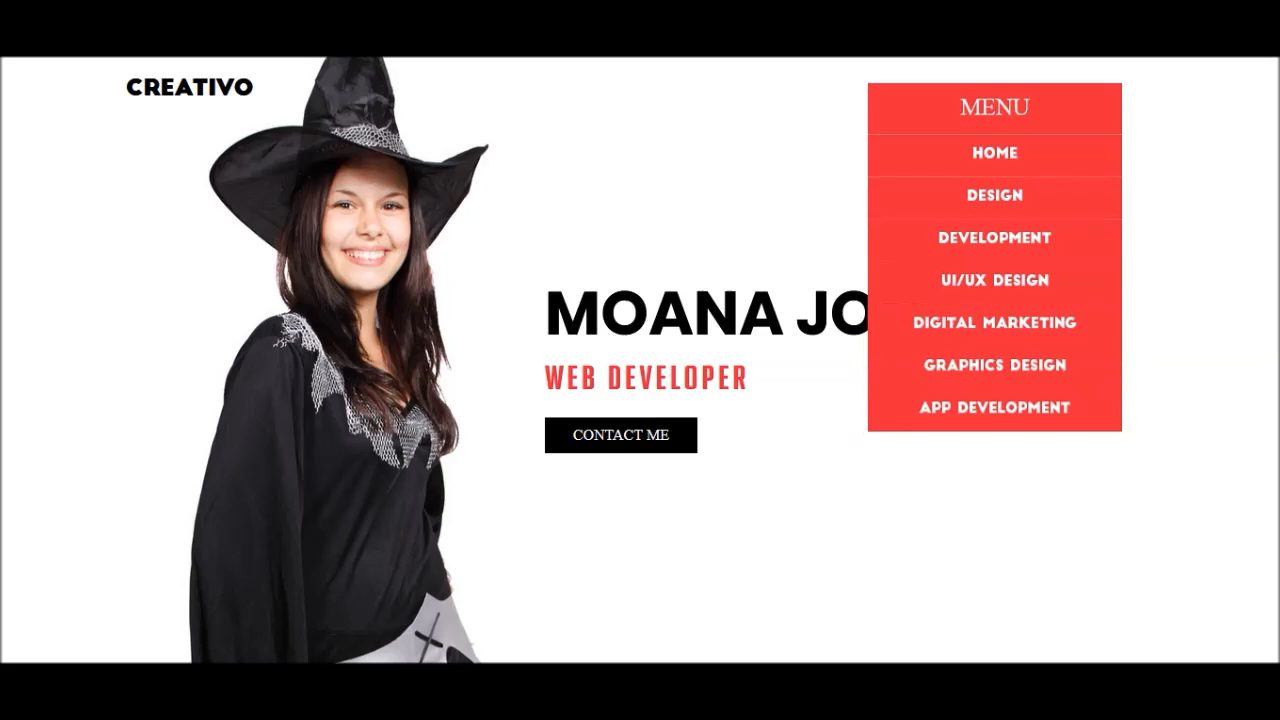 CREATIVO
MENU
HOME
DESIGN
DEVELOPMENT
UI/UX DESIGN
DIGITAL MARKETING
GRAPHICS DESIGN
APP DEVELOPMENT
MOANA JO
WEB DEVELOPER
CONTACT ME